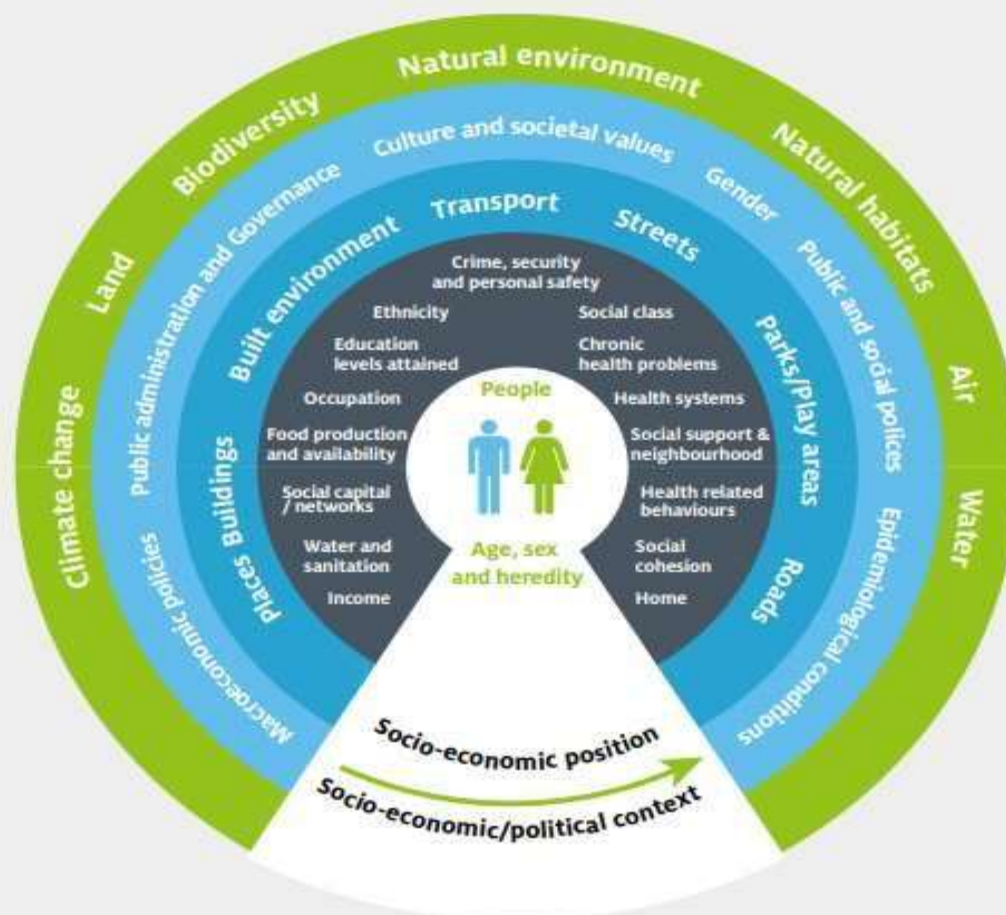 Natural environment
Biodiversity
Natural habitats
Land
Air
Climate change
Water
Culture and societal values
Gender
Public administration and Governance
Public and social polices
Macroeconomic policies
Epidemiological conditions
Transport
Streets
Built environment
Parks/Play areas
Buildings
places
Roads
Crime, security
and personal safety
Ethnicity
Social class
Education
levels attained
Chronic
health problems
Occupation
Health systems
Food production
and availability
Social support &
neighbourhood
Social capital
/ networks
Health related
behaviours
Water and
sanitation
Social
cohesion
Income
Home
People
Age, sex
and heredity
Socio-economic position
Socio-economic/political context